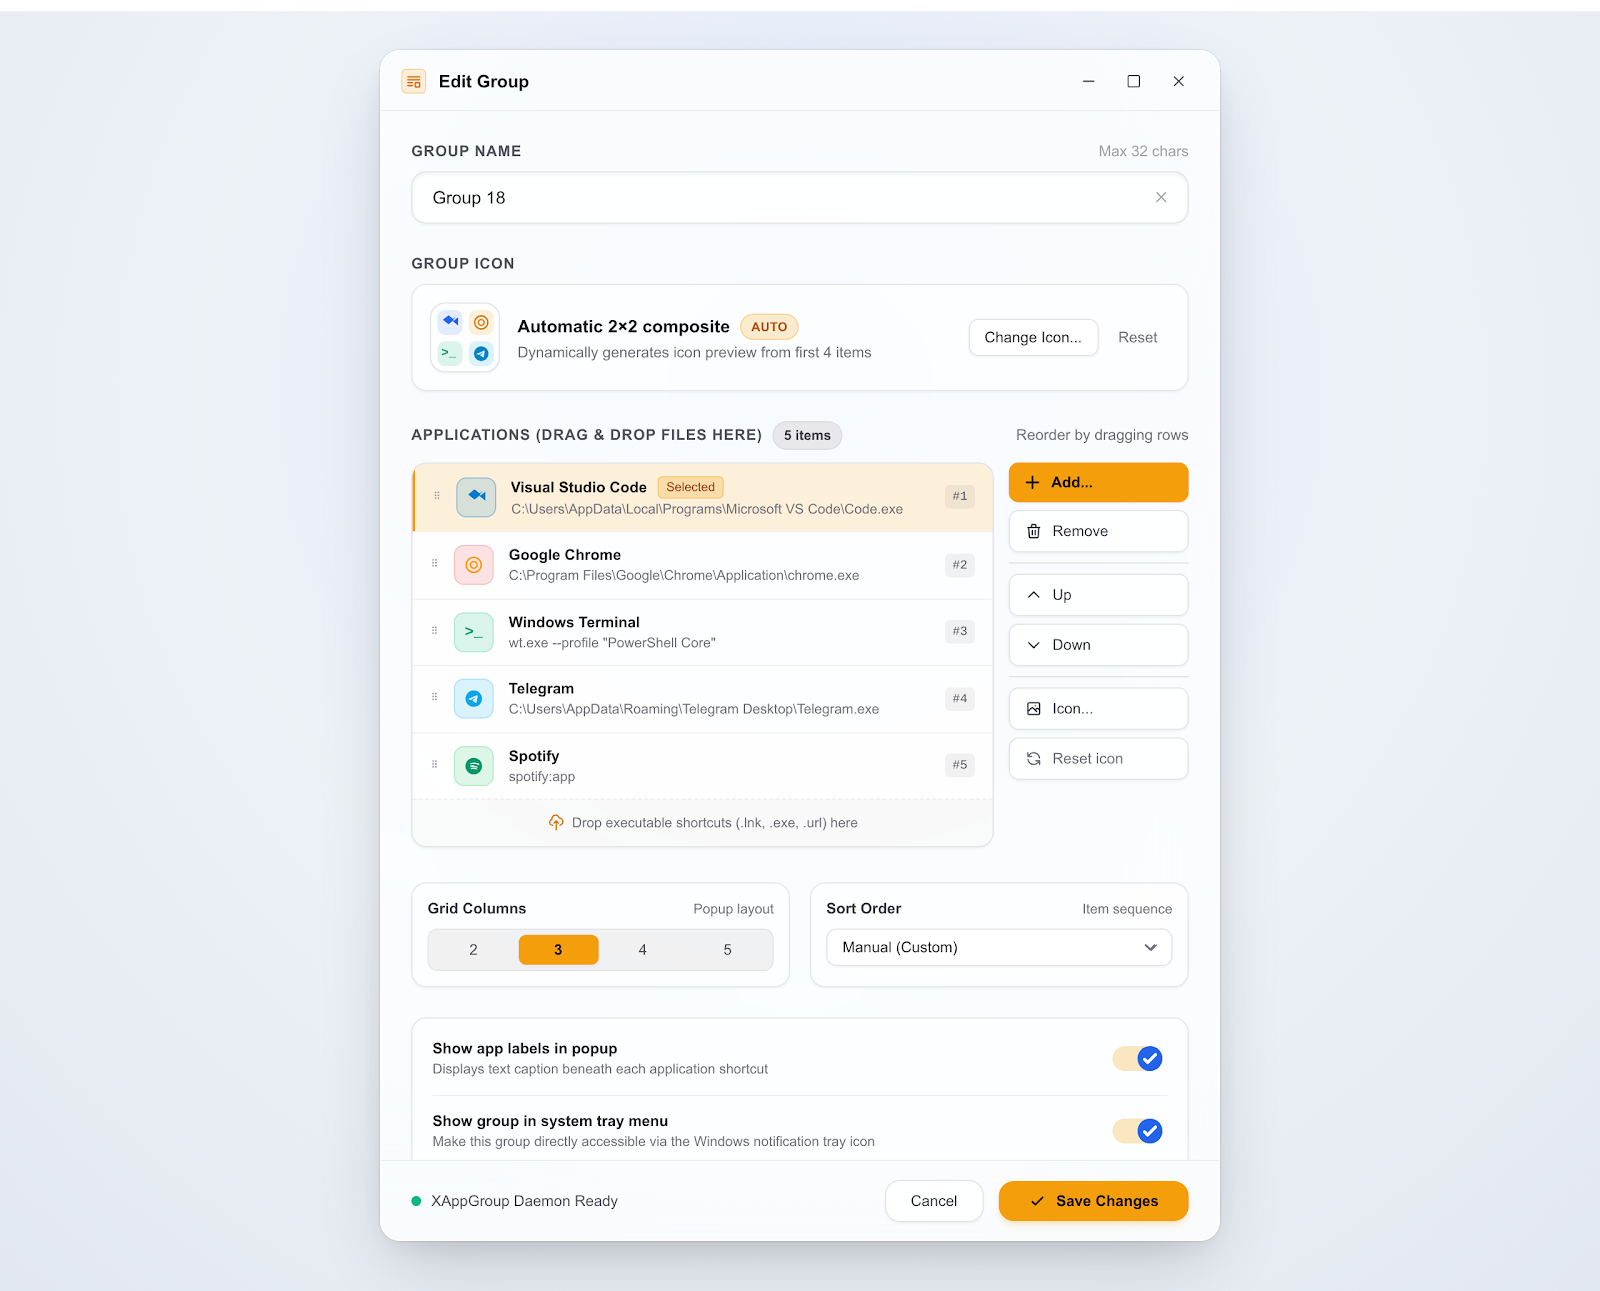 Edit Group
GROUP NAME
Max 32 chars
Group 18
GROUP ICON
>_
Automatic 2×2 composite
AUTO
Dynamically generates icon preview from first 4 items
Change Icon...
Reset
APPLICATIONS (DRAG & DROP FILES HERE)
5 items
Reorder by dragging rows
Visual Studio Code
Selected
C:\Users\AppData\Local\Programs\Microsoft VS Code\Code.exe
#1
Google Chrome
C:\Program Files\Google\Chrome\Application\chrome.exe
#2
>_
Windows Terminal
wt.exe --profile "PowerShell Core"
#3
Telegram
C:\Users\AppData\Roaming\Telegram Desktop\Telegram.exe
#4
Spotify
spotify:app
#5
Drop executable shortcuts (.lnk, .exe, .url) here
Add...
Remove
Up
Down
Icon...
Reset icon
Grid Columns
Popup layout
2
3
4
5
Sort Order
Item sequence
Manual (Custom)
Show app labels in popup
Displays text caption beneath each application shortcut
Show group in system tray menu
Make this group directly accessible via the Windows notification tray icon
XAppGroup Daemon Ready
Cancel
Save Changes